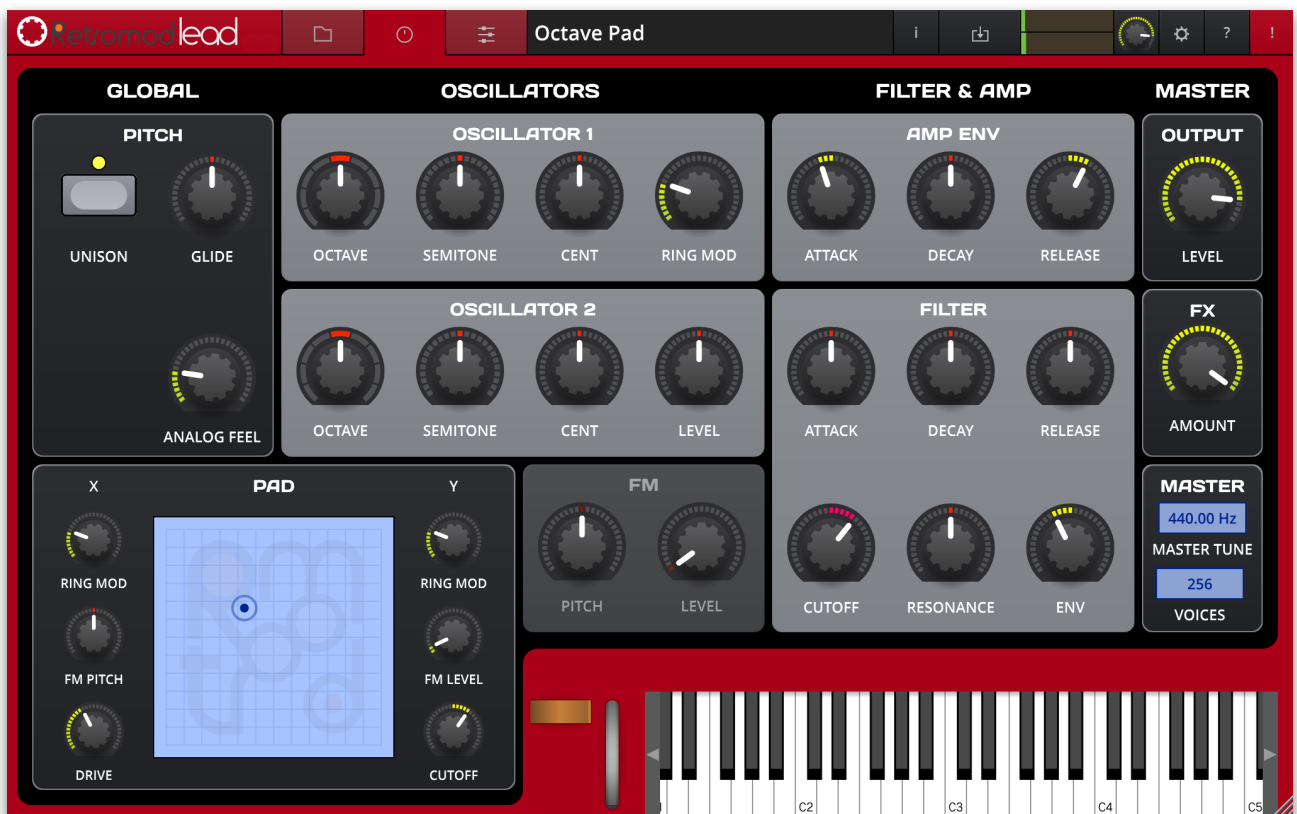 Retromod lead
Octave Pad
i
?
!
GLOBAL
OSCILLATORS
FILTER & AMP
MASTER
PITCH
UNISON
GLIDE
ANALOG FEEL
OSCILLATOR 1
OCTAVE
SEMITONE
CENT
RING MOD
OSCILLATOR 2
OCTAVE
SEMITONE
CENT
LEVEL
AMP ENV
ATTACK
DECAY
RELEASE
FILTER
ATTACK
DECAY
RELEASE
CUTOFF
RESONANCE
ENV
OUTPUT
LEVEL
FX
AMOUNT
X
PAD
Y
RING MOD
RING MOD
FM PITCH
FM LEVEL
DRIVE
CUTOFF
FM
PITCH
LEVEL
MASTER
440.00 Hz
MASTER TUNE
256
VOICES
C2
C3
C4
C5